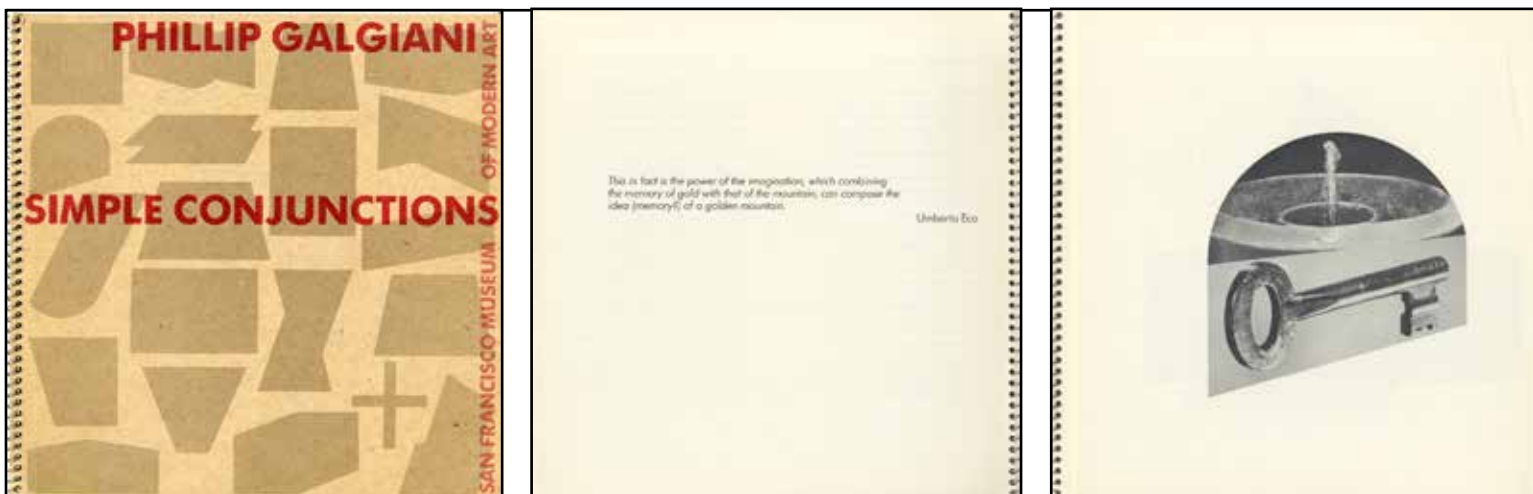 PHILLIP GALGIANI
SIMPLE CONJUNCTIONS
SAN FRANCISCO MUSEUM OF MODERN ART
This in fact is the power of the imagination, which combining
the memory of gold with that of the mountain, can compose the
idea of a golden mountain.
Umberto Eco